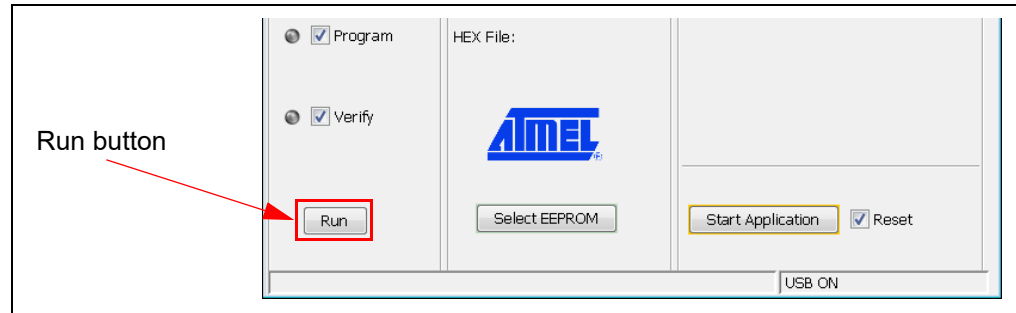 Program
HEX File:
Verify
ATMEL
®
Run button
Run
Select EEPROM
Start Application
Reset
USB ON